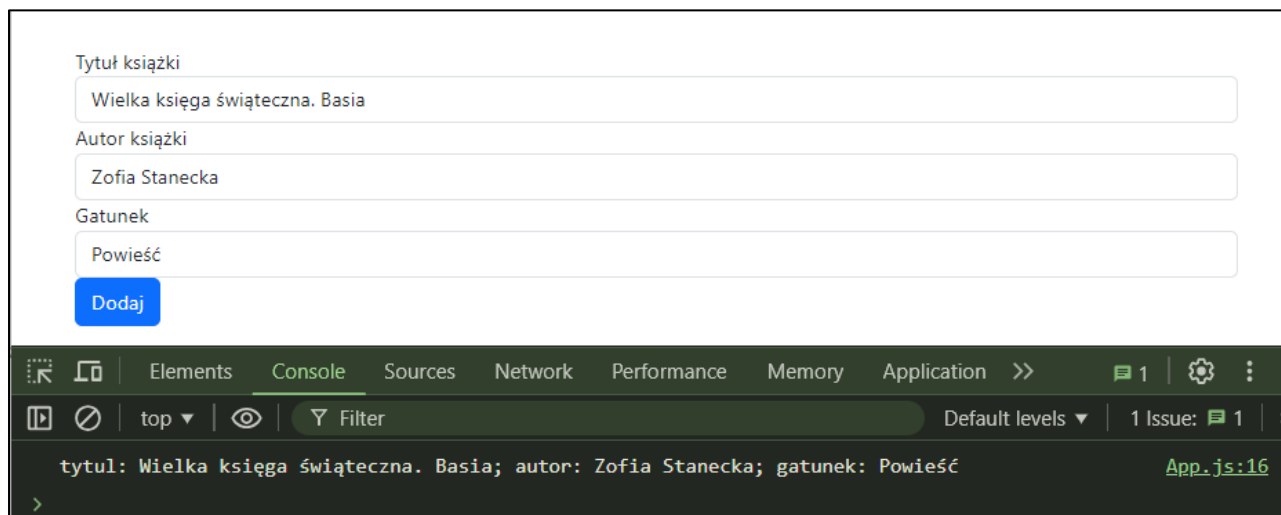 Tytuł książki
Wielka księga świąteczna. Basia
Autor książki
Zofia Stanecka
Gatunek
Powieść
Dodaj
Elements Console Sources Network Performance Memory Application 1
top ▼ Filter Default levels ▼ 1 Issue: 1
tytul: Wielka księga świąteczna. Basia; autor: Zofia Stanecka; gatunek: Powieść App.js:16